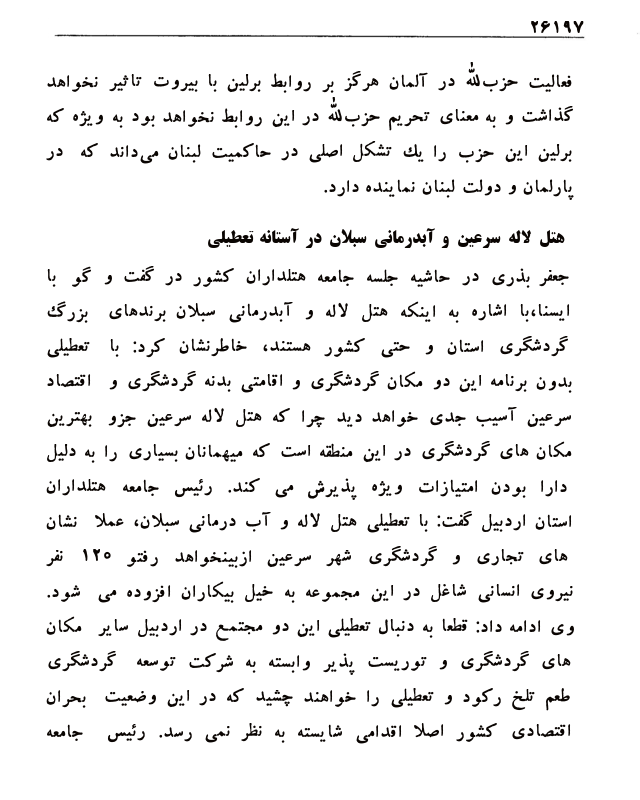 ۲۶۱۹۷
فعالیت حزب‌الله در آلمان هرگز بر روابط برلین با بیروت تاثیر نخواهد
گذاشت و به معنای تحریم حزب‌الله در این روابط نخواهد بود به ویژه که
برلین این حزب را یك تشکل اصلی در حاکمیت لبنان می‌داند که در
پارلمان و دولت لبنان نماینده دارد.
هتل لاله سرعین و آبدرمانی سبلان در آستانه تعطیلی
جعفر بذری در حاشیه جلسه جامعه هتلداران کشور در گفت و گو با
ایسنا،با اشاره به اینکه هتل لاله و آبدرمانی سبلان برندهای بزرگ
گردشگری استان و حتی کشور هستند، خاطرنشان کرد: با تعطیلی
بدون برنامه این دو مکان گردشگری و اقامتی بدنه گردشگری و اقتصاد
سرعین آسیب جدی خواهد دید چرا که هتل لاله سرعین جزو بهترین
مکان های گردشگری در این منطقه است که میهمانان بسیاری را به دلیل
دارا بودن امتیازات ویژه پذیرش می کند. رئیس جامعه هتلداران
استان اردبیل گفت: با تعطیلی هتل لاله و آب درمانی سبلان، عملا نشان
های تجاری و گردشگری شهر سرعین ازبینخواهد رفتو ۱۲۵ نفر
نیروی انسانی شاغل در این مجموعه به خیل بیکاران افزوده می شود.
وی ادامه داد: قطعا به دنبال تعطیلی این دو مجتمع در اردبیل سایر مکان
های گردشگری و توریست پذیر وابسته به شرکت توسعه گردشگری
طعم تلخ رکود و تعطیلی را خواهند چشید که در این وضعیت بحران
اقتصادی کشور اصلا اقدامی شایسته به نظر نمی رسد. رئیس جامعه